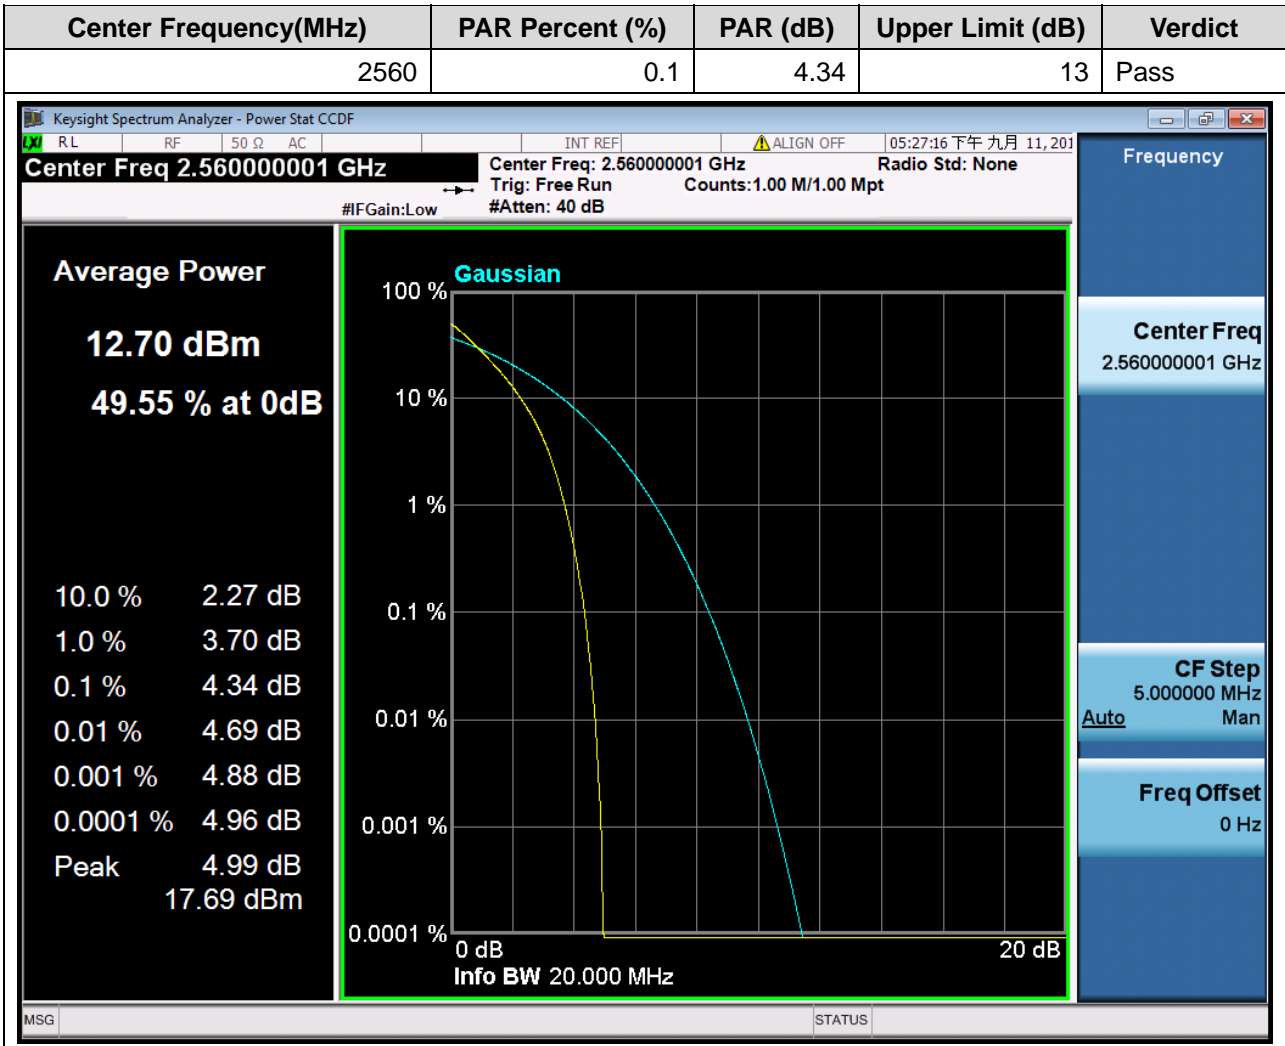 Center Frequency(MHz) PAR Percent (%) PAR (dB) Upper Limit (dB) Verdict
2560 0.1 4.34 13 Pass
Keysight Spectrum Analyzer - Power Stat CCDF
LXI RL RF 50 Ω AC INT REF ALIGN OFF 05:27:16 下午 九月 11, 201
Center Freq 2.560000001 GHz
Center Freq: 2.560000001 GHz Radio Std: None
Trig: Free Run Counts:1.00 M/1.00 Mpt
#IFGain:Low #Atten: 40 dB
Average Power
12.70 dBm
49.55 % at 0dB
10.0 % 2.27 dB
1.0 % 3.70 dB
0.1 % 4.34 dB
0.01 % 4.69 dB
0.001 % 4.88 dB
0.0001 % 4.96 dB
Peak 4.99 dB
17.69 dBm
Gaussian
100 %
10 %
1 %
0.1 %
0.01 %
0.001 %
0.0001 %
0 dB 20 dB
Info BW 20.000 MHz
Frequency
Center Freq
2.560000001 GHz
CF Step
5.000000 MHz
Auto Man
Freq Offset
0 Hz
MSG STATUS